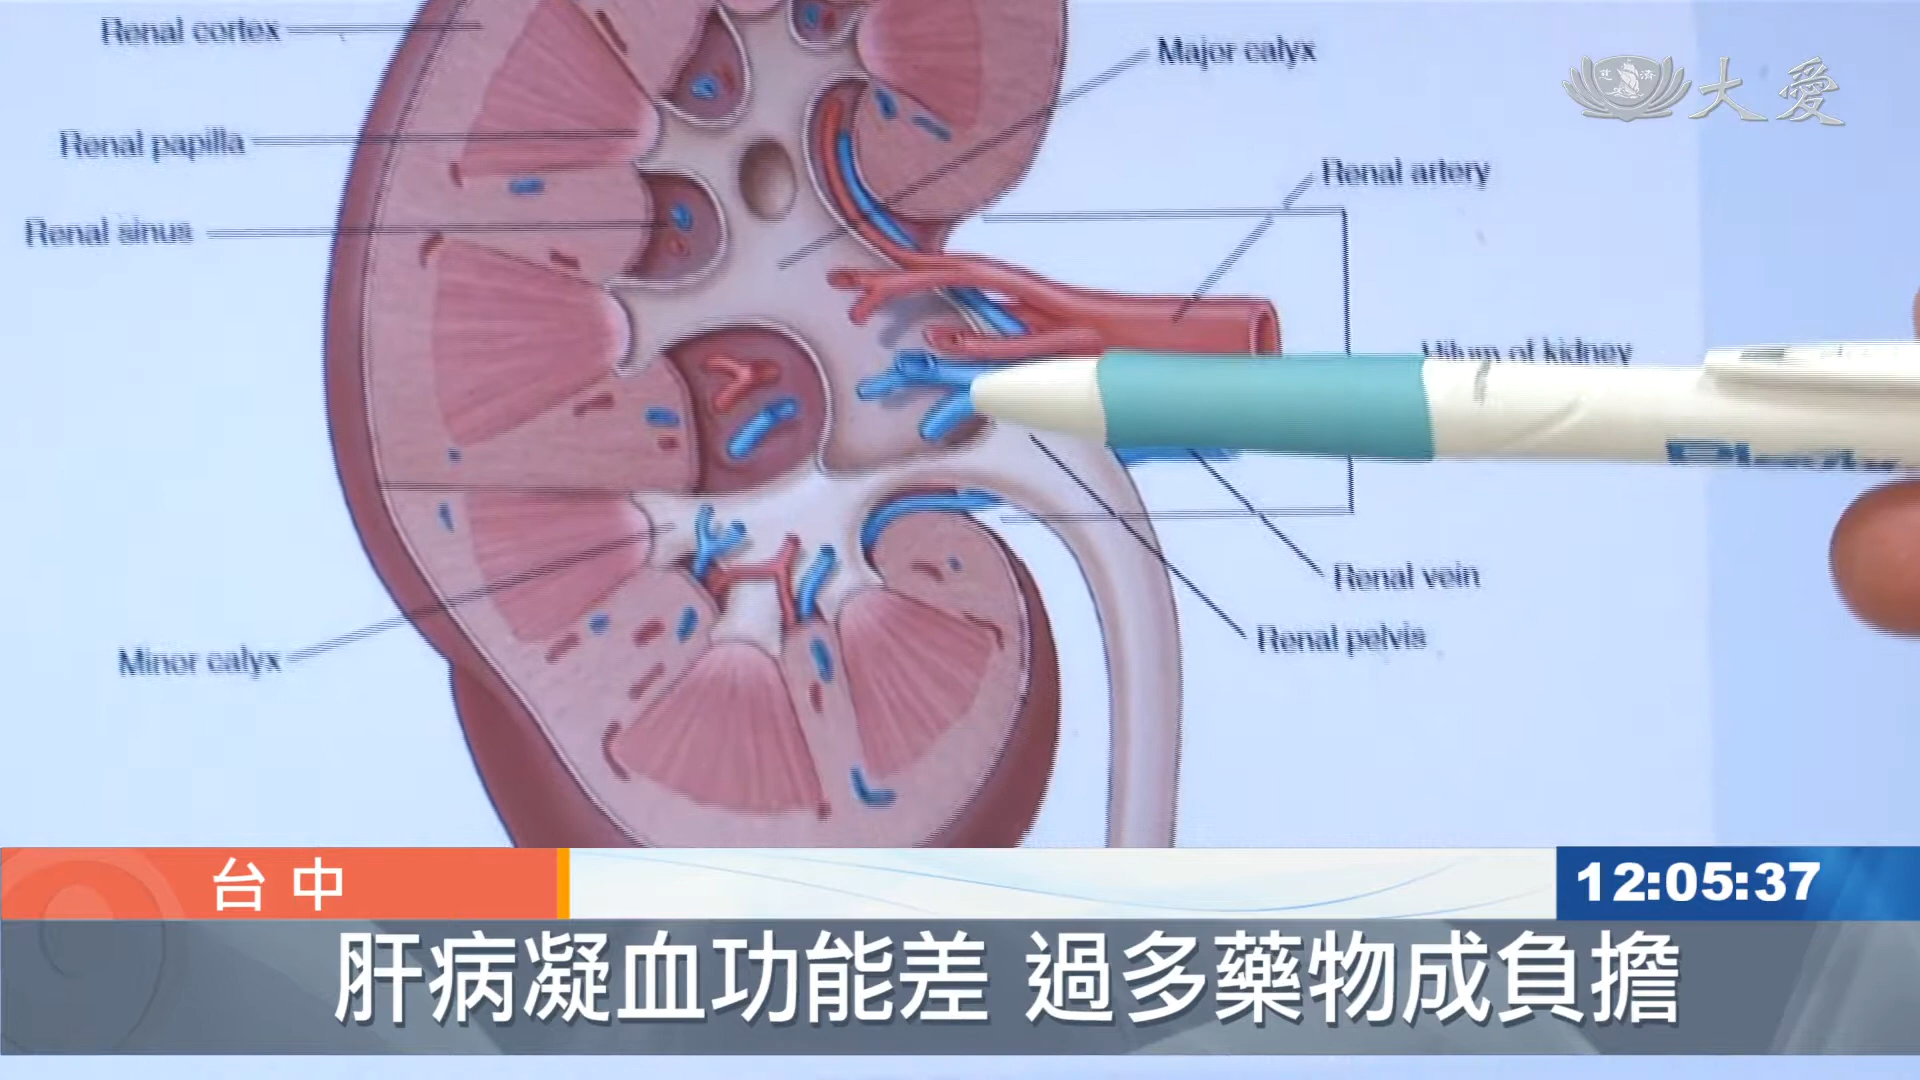 Renal cortex
Major calyx
大愛
慈濟
Renal papilla
Renal artery
Renal sinus
Hilum of kidney
Renal vein
Renal pelvis
Minor calyx
台中
12:05:37
肝病凝血功能差 過多藥物成負擔